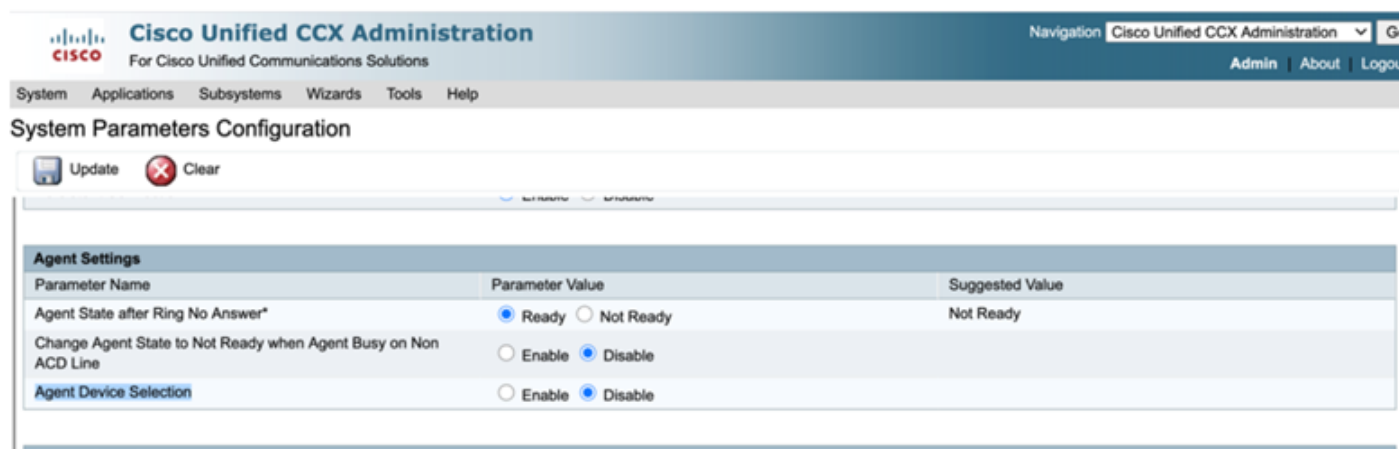 Cisco Unified CCX Administration
Navigation Cisco Unified CCX Administration
CISCO
For Cisco Unified Communications Solutions
Admin | About | Logou
System Applications Subsystems Wizards Tools Help
System Parameters Configuration
Update Clear
Enable Disable
Agent Settings
Parameter Name Parameter Value Suggested Value
Agent State after Ring No Answer* Ready Not Ready Not Ready
Change Agent State to Not Ready when Agent Busy on Non
ACD Line
Enable Disable
Agent Device Selection Enable Disable